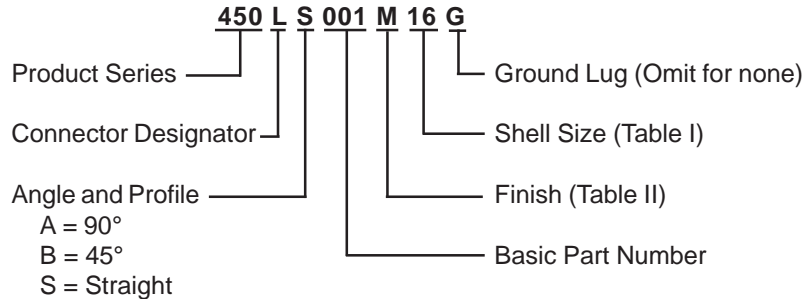 450 L S 001 M 16 G
Product Series
Connector Designator
Angle and Profile
A = 90°
B = 45°
S = Straight
Ground Lug (Omit for none)
Shell Size (Table I)
Finish (Table II)
Basic Part Number